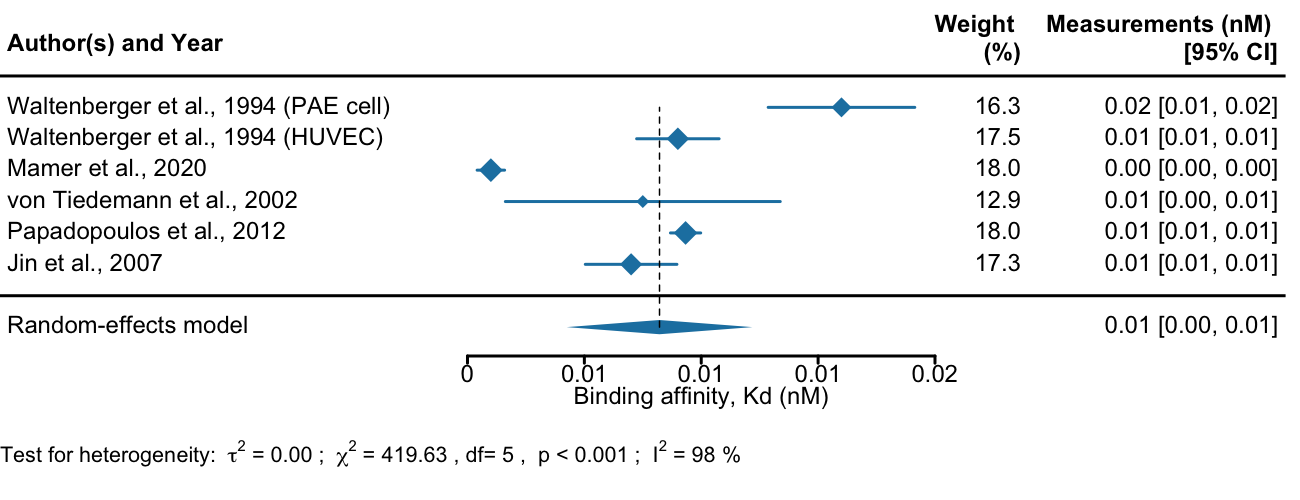 Author(s) and Year Weight (%) Measurements (nM) [95% CI]
Waltenberger et al., 1994 (PAE cell) 16.3 0.02 [0.01, 0.02]
Waltenberger et al., 1994 (HUVEC) 17.5 0.01 [0.01, 0.01]
Mamer et al., 2020 18.0 0.00 [0.00, 0.00]
von Tiedemann et al., 2002 12.9 0.01 [0.00, 0.01]
Papadopoulos et al., 2012 18.0 0.01 [0.01, 0.01]
Jin et al., 2007 17.3 0.01 [0.01, 0.01]
Random-effects model 0.01 [0.00, 0.01]
0 0.01 0.01 0.01 0.02
Binding affinity, Kd (nM)
Test for heterogeneity: τ² = 0.00 ; χ² = 419.63 , df= 5 , p < 0.001 ; I² = 98 %